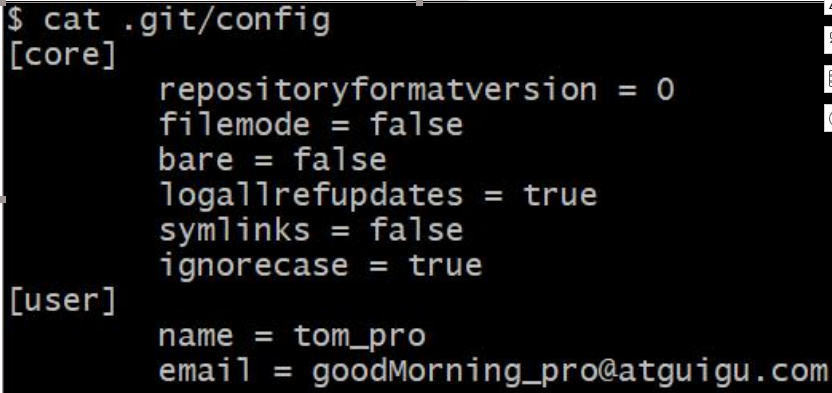 $ cat .git/config
[core]
        repositoryformatversion = 0
        filemode = false
        bare = false
        logallrefupdates = true
        symlinks = false
        ignorecase = true
[user]
        name = tom_pro
        email = goodMorning_pro@atguigu.com